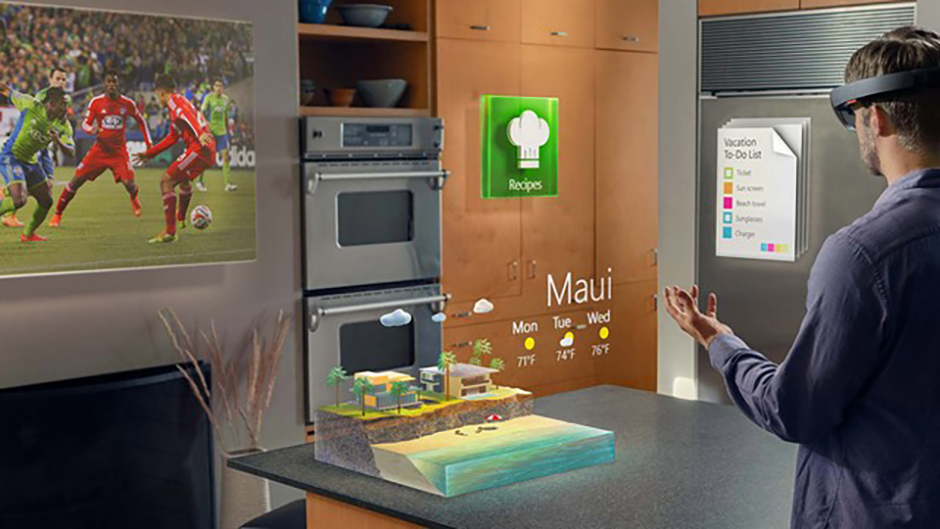 adidas
Recipes
Vacation
To-Do List
Ticket
Sun screen
Beach towel
Sunglasses
Charger
Maui
Mon Tue Wed
71°F 74°F 76°F